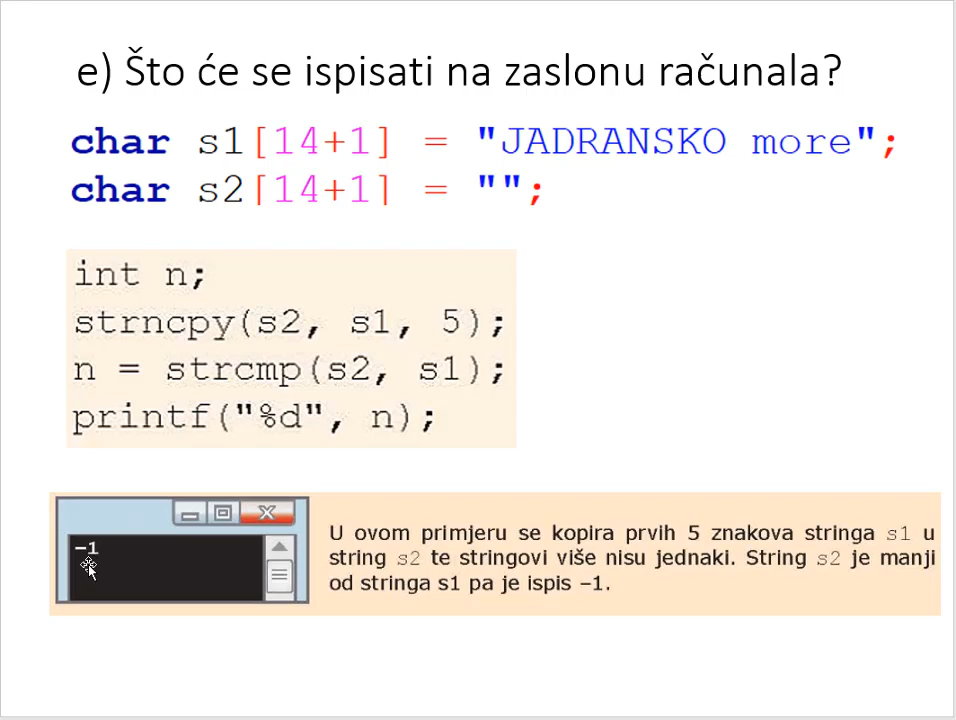 e) Što će se ispisati na zaslonu računala?
char s1[14+1] = "JADRANSKO more";
char s2[14+1] = "";
int n;
strncpy(s2, s1, 5);
n = strcmp(s2, s1);
printf("%d", n);
-1
U ovom primjeru se kopira prvih 5 znakova stringa s1 u
string s2 te stringovi više nisu jednaki. String s2 je manji
od stringa s1 pa je ispis –1.